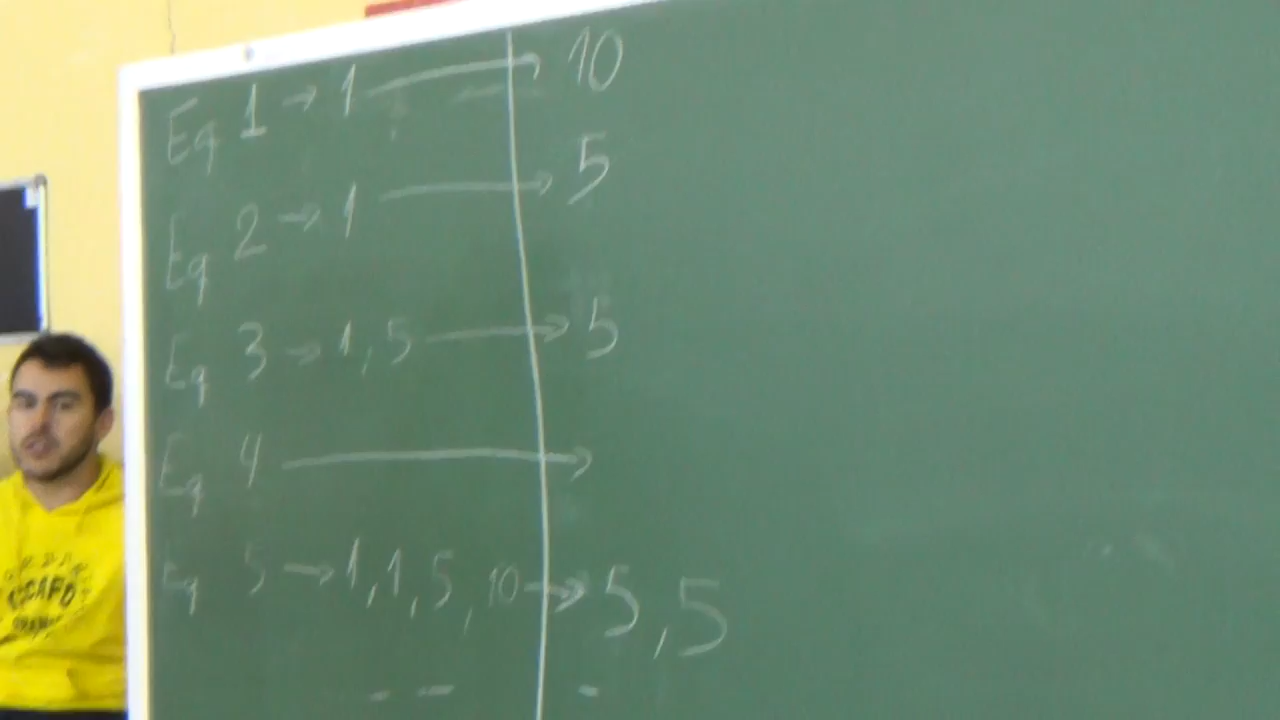 Eq 1 → 1 → 10
Eq 2 → 1 → 5
Eq 3 → 1, 5 → 5
Eq 4 →
Eq 5 → 1, 1, 5, 10 → 5, 5